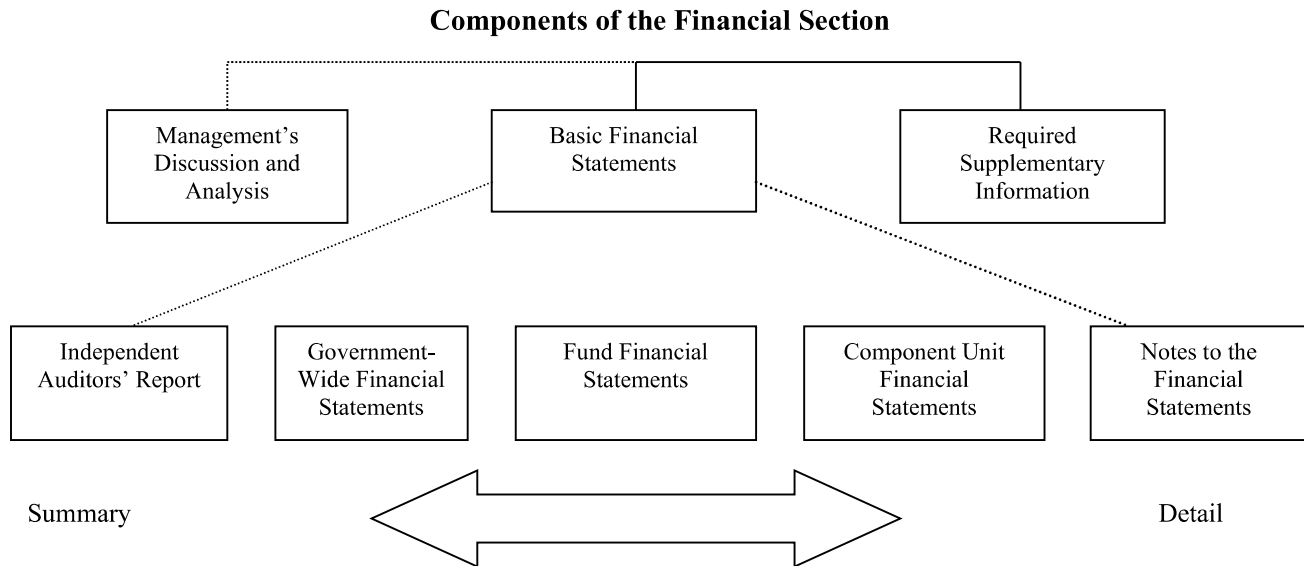 Components of the Financial Section
Management’s
Discussion and
Analysis
Basic Financial
Statements
Required
Supplementary
Information
Independent
Auditors’ Report
Government-
Wide Financial
Statements
Fund Financial
Statements
Component Unit
Financial
Statements
Notes to the
Financial
Statements
Summary
Detail